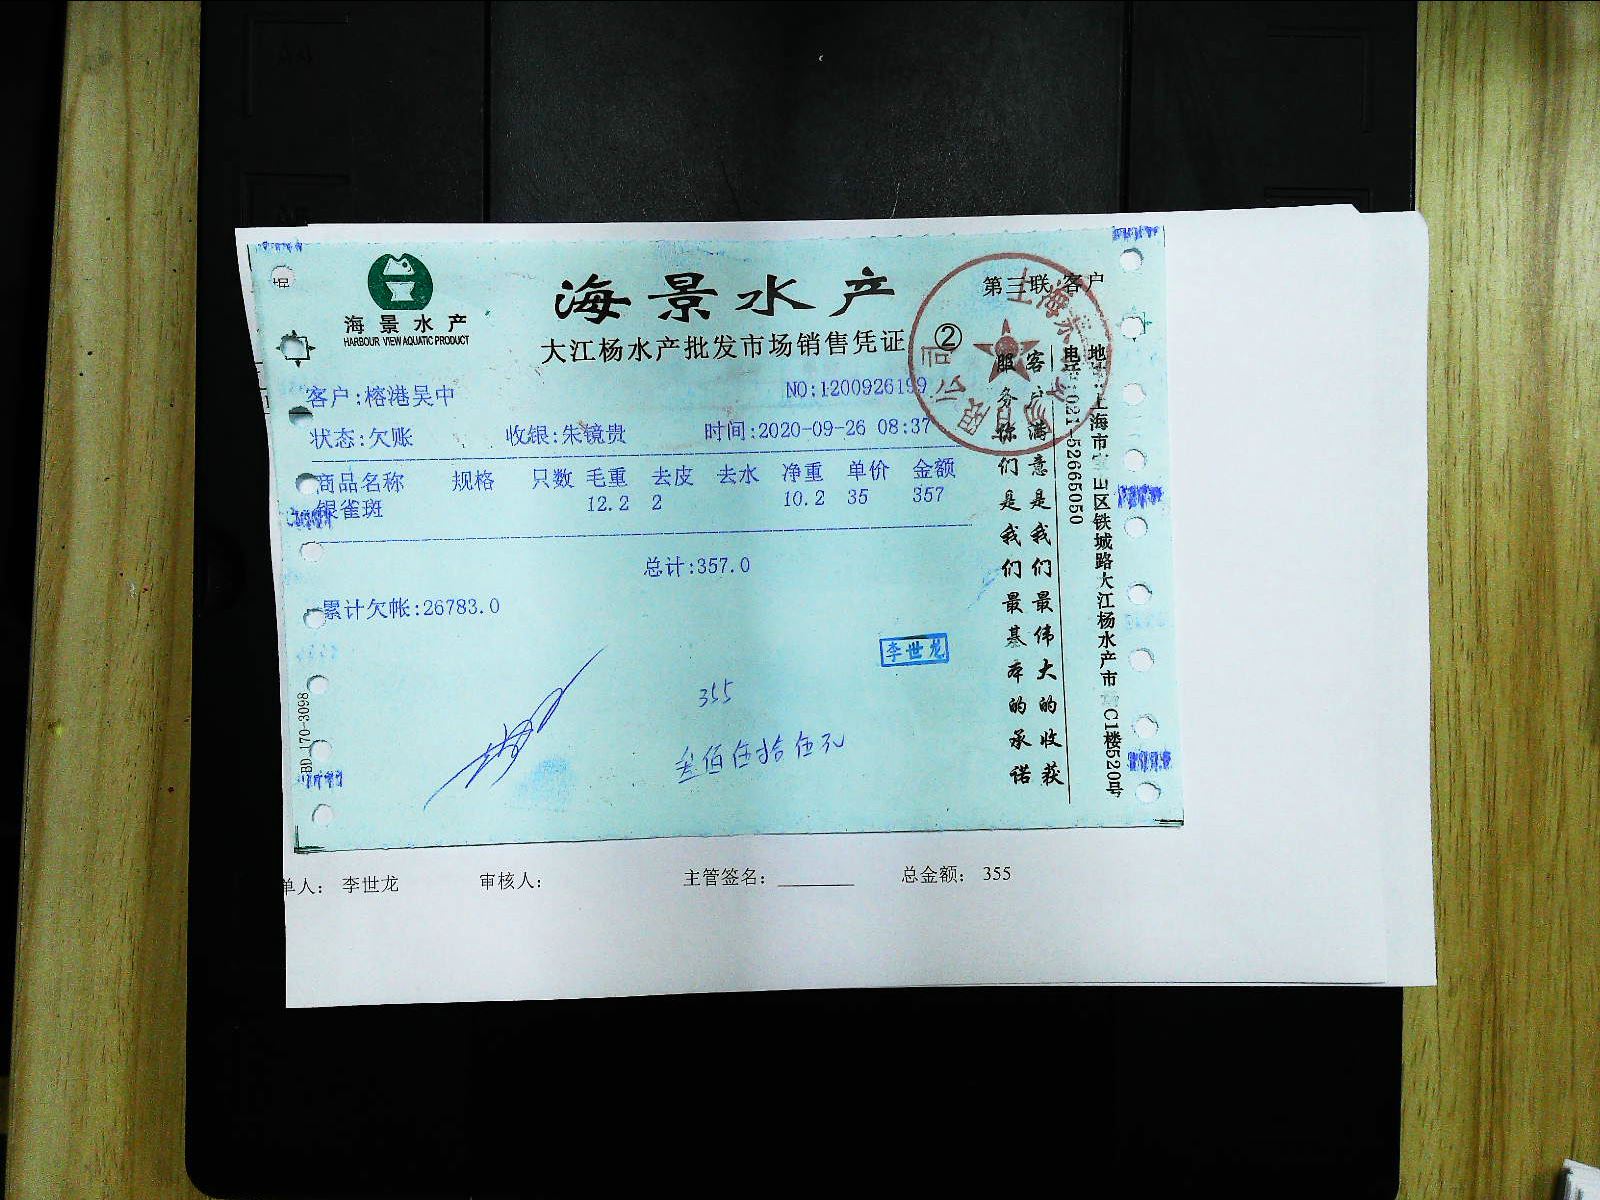 海景水产
HARBOUR VIEW AQUATIC PRODUCT
海景水产
大江杨水产批发市场销售凭证
②
第三联 客户
客户:榕港吴中
NO:1200926199
状态:欠账 收银:朱镜贵 时间:2020-09-26 08:37
商品名称 规格 只数 毛重 去皮 去水 净重 单价 金额
银雀斑 12.2 2 10.2 35 357
总计:357.0
累计欠帐:26783.0
李世龙
355
叁佰伍拾伍元
BD 170-3098
客户满意是我们最伟大的收获
服务你们是我们最基本的承诺
地址:上海市宝山区铁城路大江杨水产市 C1楼520号
电话:021-52665050
单人: 李世龙 审核人: 主管签名: 总金额: 355